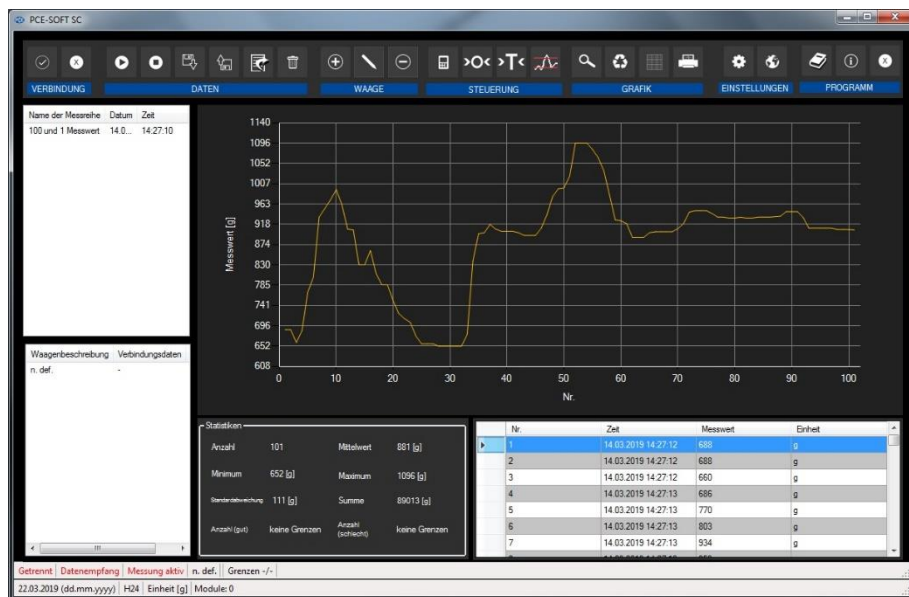 PCE-SOFT SC
VERBINDUNG DATEN WAAGE STEUERUNG GRAFIK EINSTELLUNGEN PROGRAMM
>O< >T<
Name der Messreihe Datum Zeit
100 und 1 Messwert 14.0... 14:27:10
Messwert [g]
1140
1096
1052
1007
963
918
874
830
785
741
696
652
608
0 10 20 30 40 50 60 70 80 90 100
Nr.
Waagenbeschreibung Verbindungsdaten
n. def. -
Statistiken
Anzahl 101 Mittelwert 881 [g]
Minimum 652 [g] Maximum 1096 [g]
Standardabweichung 111 [g] Summe 89013 [g]
Anzahl (gut) keine Grenzen Anzahl (schlecht) keine Grenzen
Nr. Zeit Messwert Einheit
1 14.03.2019 14:27:12 688 g
2 14.03.2019 14:27:12 688 g
3 14.03.2019 14:27:12 660 g
4 14.03.2019 14:27:13 686 g
5 14.03.2019 14:27:13 770 g
6 14.03.2019 14:27:13 803 g
7 14.03.2019 14:27:13 934 g
Getrennt Datenempfang Messung aktiv n. def. Grenzen -/-
22.03.2019 (dd.mm.yyyy) H24 Einheit [g] Module: 0